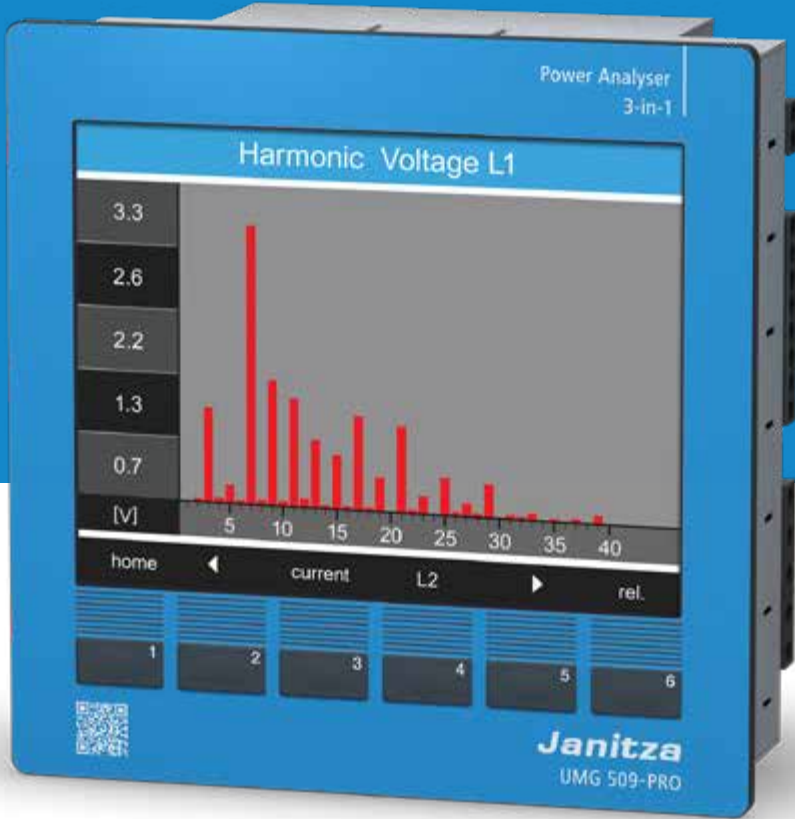 Power Analyser
3-in-1
Harmonic Voltage L1
3.3
2.6
2.2
1.3
0.7
[V]
5 10 15 20 25 30 35 40
home current L2 rel.
1 2 3 4 5 6
Janitza
UMG 509-PRO